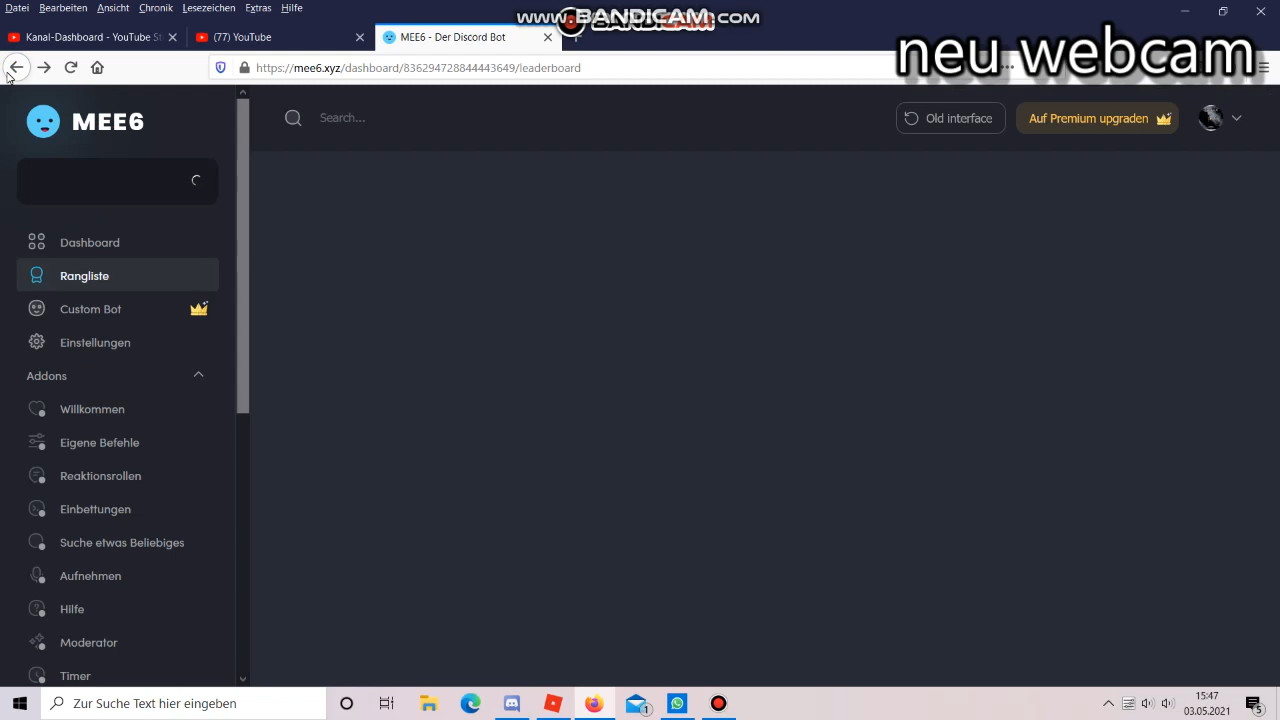 Datei Bearbeiten Ansicht Chronik Lesezeichen Extras Hilfe
www.BANDICAM.com
BANDICAM
Kanal-Dashboard - YouTube St
(77) YouTube
MEE6 - Der Discord Bot
neu webcam
https://mee6.xyz/dashboard/836294728844443649/leaderboard
MEE6
Search...
Old interface
Auf Premium upgraden
Dashboard
Rangliste
Custom Bot
Einstellungen
Addons
Willkommen
Eigene Befehle
Reaktionsrollen
Einbettungen
Suche etwas Beliebiges
Aufnehmen
Hilfe
Moderator
Timer
Zur Suche Text hier eingeben
1
15:47
03.05.2021
5